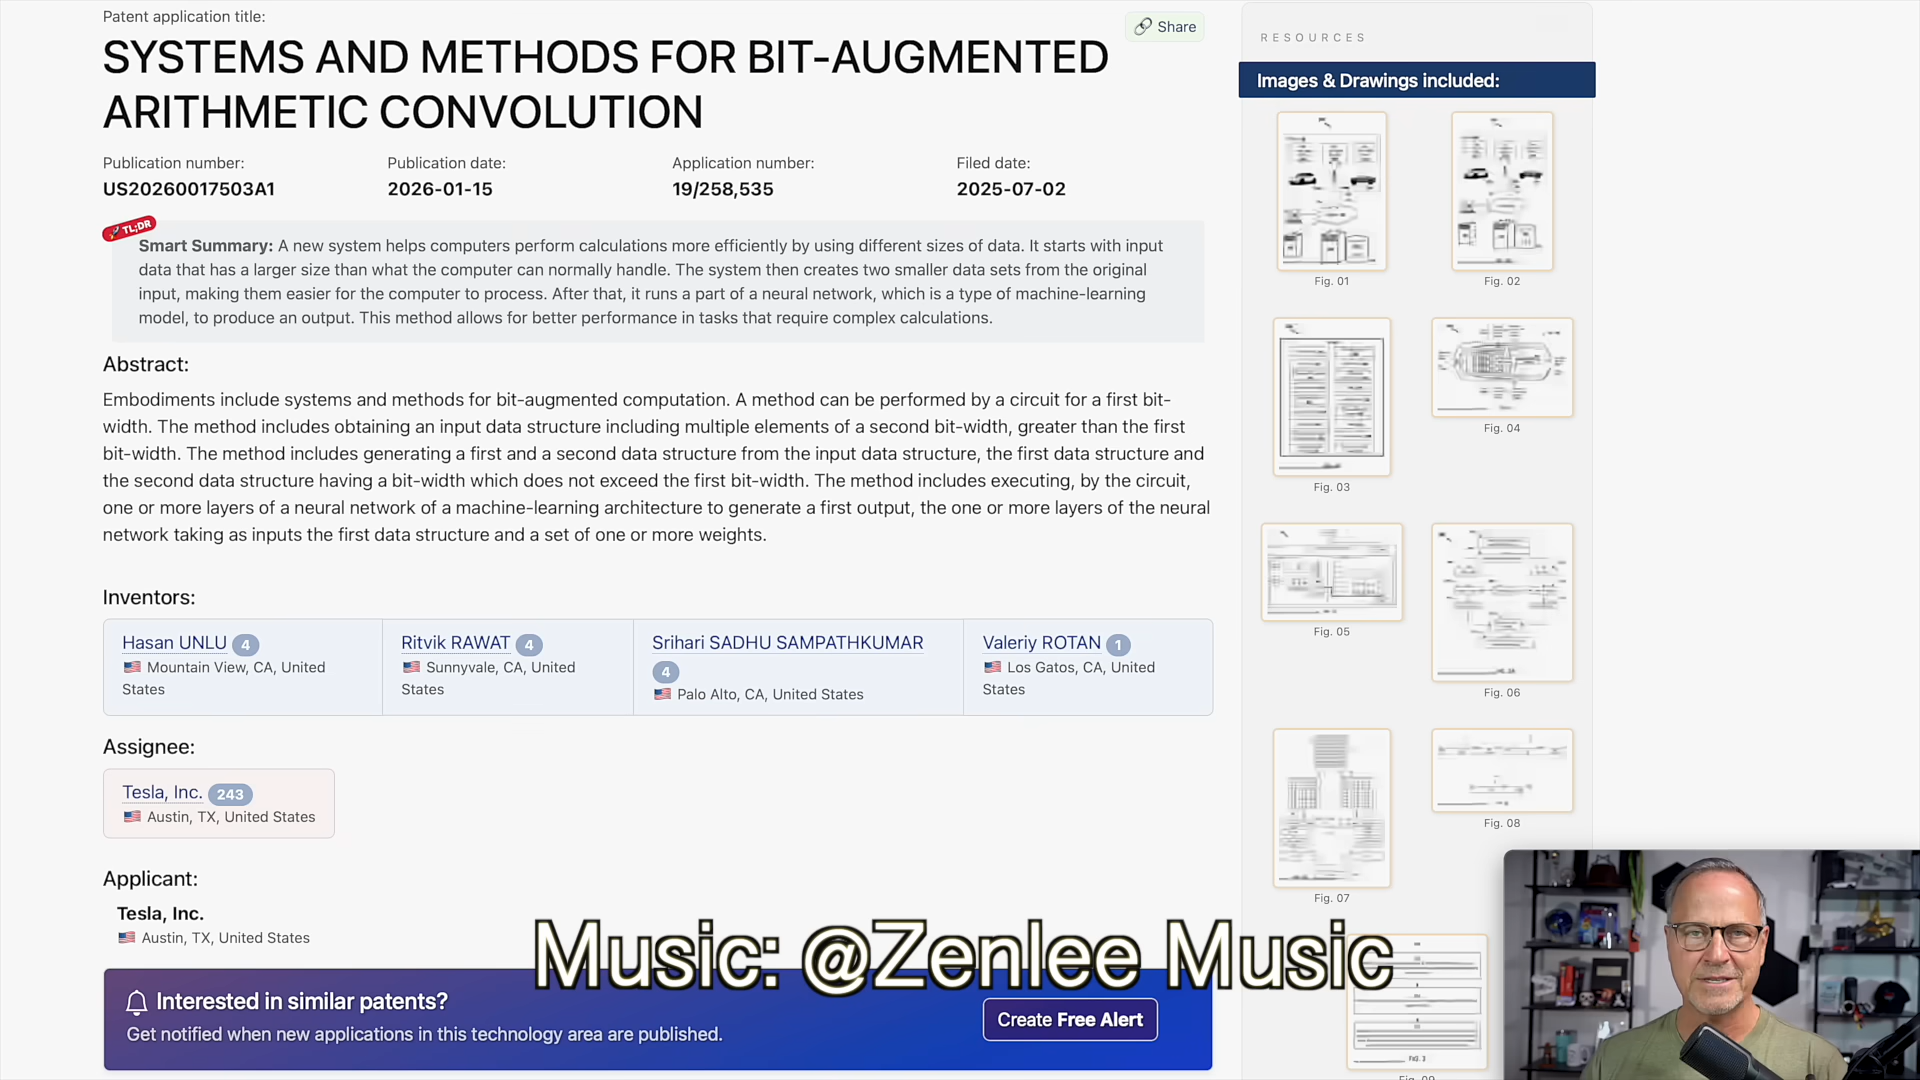 Patent application title:
Share
SYSTEMS AND METHODS FOR BIT-AUGMENTED
ARITHMETIC CONVOLUTION
Publication number:
US20260017503A1
Publication date:
2026-01-15
Application number:
19/258,535
Filed date:
2025-07-02
TL;DR
Smart Summary: A new system helps computers perform calculations more efficiently by using different sizes of data. It starts with input
data that has a larger size than what the computer can normally handle. The system then creates two smaller data sets from the original
input, making them easier for the computer to process. After that, it runs a part of a neural network, which is a type of machine-learning
model, to produce an output. This method allows for better performance in tasks that require complex calculations.
Abstract:
Embodiments include systems and methods for bit-augmented computation. A method can be performed by a circuit for a first bit-
width. The method includes obtaining an input data structure including multiple elements of a second bit-width, greater than the first
bit-width. The method includes generating a first and a second data structure from the input data structure, the first data structure and
the second data structure having a bit-width which does not exceed the first bit-width. The method includes executing, by the circuit,
one or more layers of a neural network of a machine-learning architecture to generate a first output, the one or more layers of the neural
network taking as inputs the first data structure and a set of one or more weights.
Inventors:
Hasan UNLU 4
Mountain View, CA, United
States
Ritvik RAWAT 4
Sunnyvale, CA, United
States
Srihari SADHU SAMPATHKUMAR
4
Palo Alto, CA, United States
Valeriy ROTAN 1
Los Gatos, CA, United
States
Assignee:
Tesla, Inc. 243
Austin, TX, United States
Applicant:
Tesla, Inc.
Austin, TX, United States
Music: @Zenlee Music
Interested in similar patents?
Get notified when new applications in this technology area are published.
Create Free Alert
RESOURCES
Images & Drawings included:
Fig. 01
Fig. 02
Fig. 03
Fig. 04
Fig. 05
Fig. 06
Fig. 07
Fig. 08
FIG. 3
Fig. 09